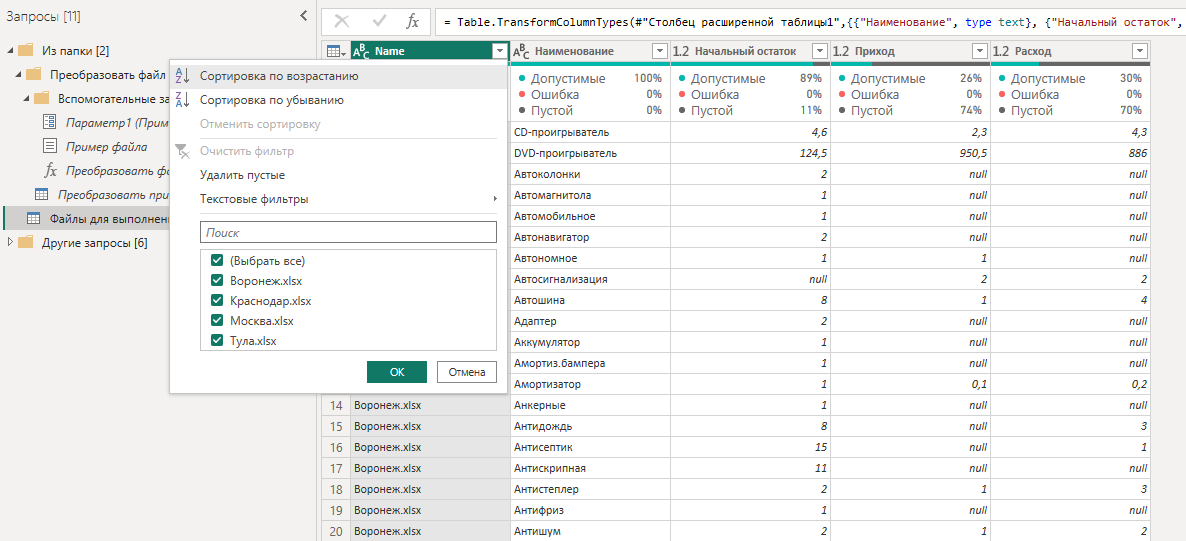 Запросы [11]
= Table.TransformColumnTypes(#"Столбец расширенной таблицы1",{{"Наименование", type text}, {"Начальный остаток",
Из папки [2]
Преобразовать файл
Вспомогательные за
Параметр1 (Прим
Пример файла
Преобразовать фа
Преобразовать при
Файлы для выполнен
Другие запросы [6]
Сортировка по возрастанию
Сортировка по убыванию
Отменить сортировку
Очистить фильтр
Удалить пустые
Текстовые фильтры
Поиск
(Выбрать все)
Воронеж.xlsx
Краснодар.xlsx
Москва.xlsx
Тула.xlsx
OK Отмена
ABC Name ABC Наименование 1.2 Начальный остаток 1.2 Приход 1.2 Расход
Допустимые 100% Допустимые 89% Допустимые 26% Допустимые 30%
Ошибка 0% Ошибка 0% Ошибка 0% Ошибка 0%
Пустой 0% Пустой 11% Пустой 74% Пустой 70%
CD-проигрыватель 4,6 2,3 4,3
DVD-проигрыватель 124,5 950,5 886
Автоколонки 2 null null
Автомагнитола 1 null null
Автомобильное 1 null null
Автонавигатор 2 null null
Автономное 1 1 null
Автосигнализация null 2 2
Автошина 8 1 4
Адаптер 2 null null
Аккумулятор 1 null null
Амортиз.бампера 1 null null
Амортизатор 1 0,1 0,2
14 Воронеж.xlsx Анкерные 1 null null
15 Воронеж.xlsx Антидождь 8 null 3
16 Воронеж.xlsx Антисептик 15 null 1
17 Воронеж.xlsx Антискрипная 11 null null
18 Воронеж.xlsx Антистеплер 2 1 3
19 Воронеж.xlsx Антифриз 1 null null
20 Воронеж.xlsx Антишум 2 1 2